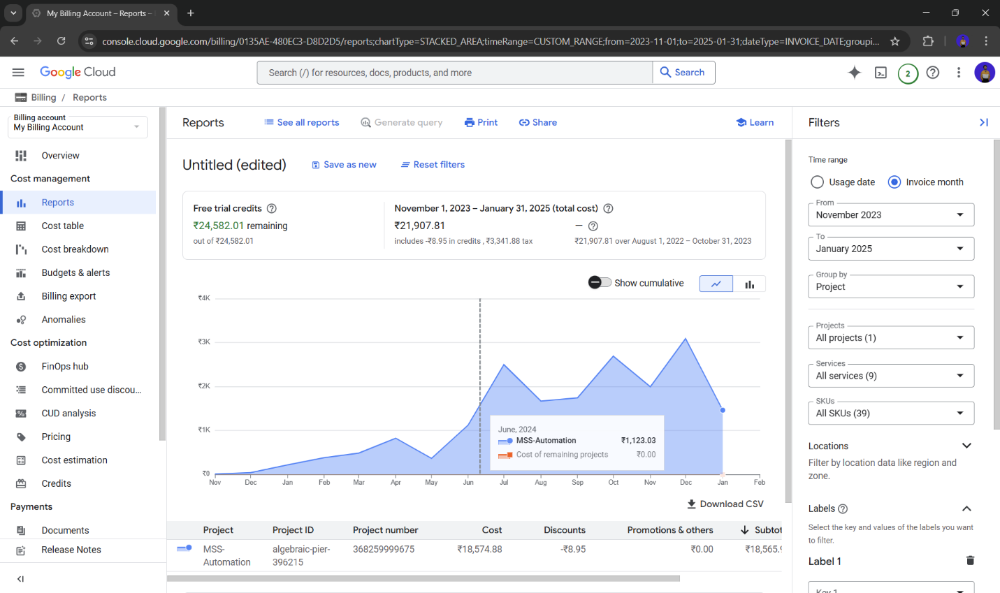 My Billing Account – Reports –
console.cloud.google.com/billing/0135AE-480EC3-D8D2D5/reports;chartType=STACKED_AREA;timeRange=CUSTOM_RANGE;from=2023-11-01;to=2025-01-31;dateType=INVOICE_DATE;groupi...
Google Cloud
Search (/) for resources, docs, products, and more
Search
2
Billing / Reports
Billing account
My Billing Account
Overview
Cost management
Reports
Cost table
Cost breakdown
Budgets & alerts
Billing export
Anomalies
Cost optimization
FinOps hub
Committed use discou...
CUD analysis
Pricing
Cost estimation
Credits
Payments
Documents
Release Notes
Reports
See all reports
Generate query
Print
Share
Learn
Untitled (edited)
Save as new
Reset filters
Free trial credits
₹24,582.01 remaining
out of ₹24,582.01
November 1, 2023 – January 31, 2025 (total cost)
₹21,907.81
includes -₹8.95 in credits , ₹3,341.88 tax
—
₹21,907.81 over August 1, 2022 – October 31, 2023
Show cumulative
₹4K
₹3K
₹2K
₹1K
₹0
Nov Dec Jan Feb Mar Apr May Jun Jul Aug Sep Oct Nov Dec Jan Feb
June, 2024
MSS-Automation ₹1,123.03
Cost of remaining projects ₹0.00
Download CSV
Project Project ID Project number Cost Discounts Promotions & others Subtot
MSS- algebraic-pier- 368259999675 ₹18,574.88 -₹8.95 ₹0.00 ₹18,565.9
Automation 396215
Filters
Time range
Usage date
Invoice month
From
November 2023
To
January 2025
Group by
Project
Projects
All projects (1)
Services
All services (9)
SKUs
All SKUs (39)
Locations
Filter by location data like region and
zone.
Labels
Select the key and values of the labels you want
to filter.
Label 1
Key 1